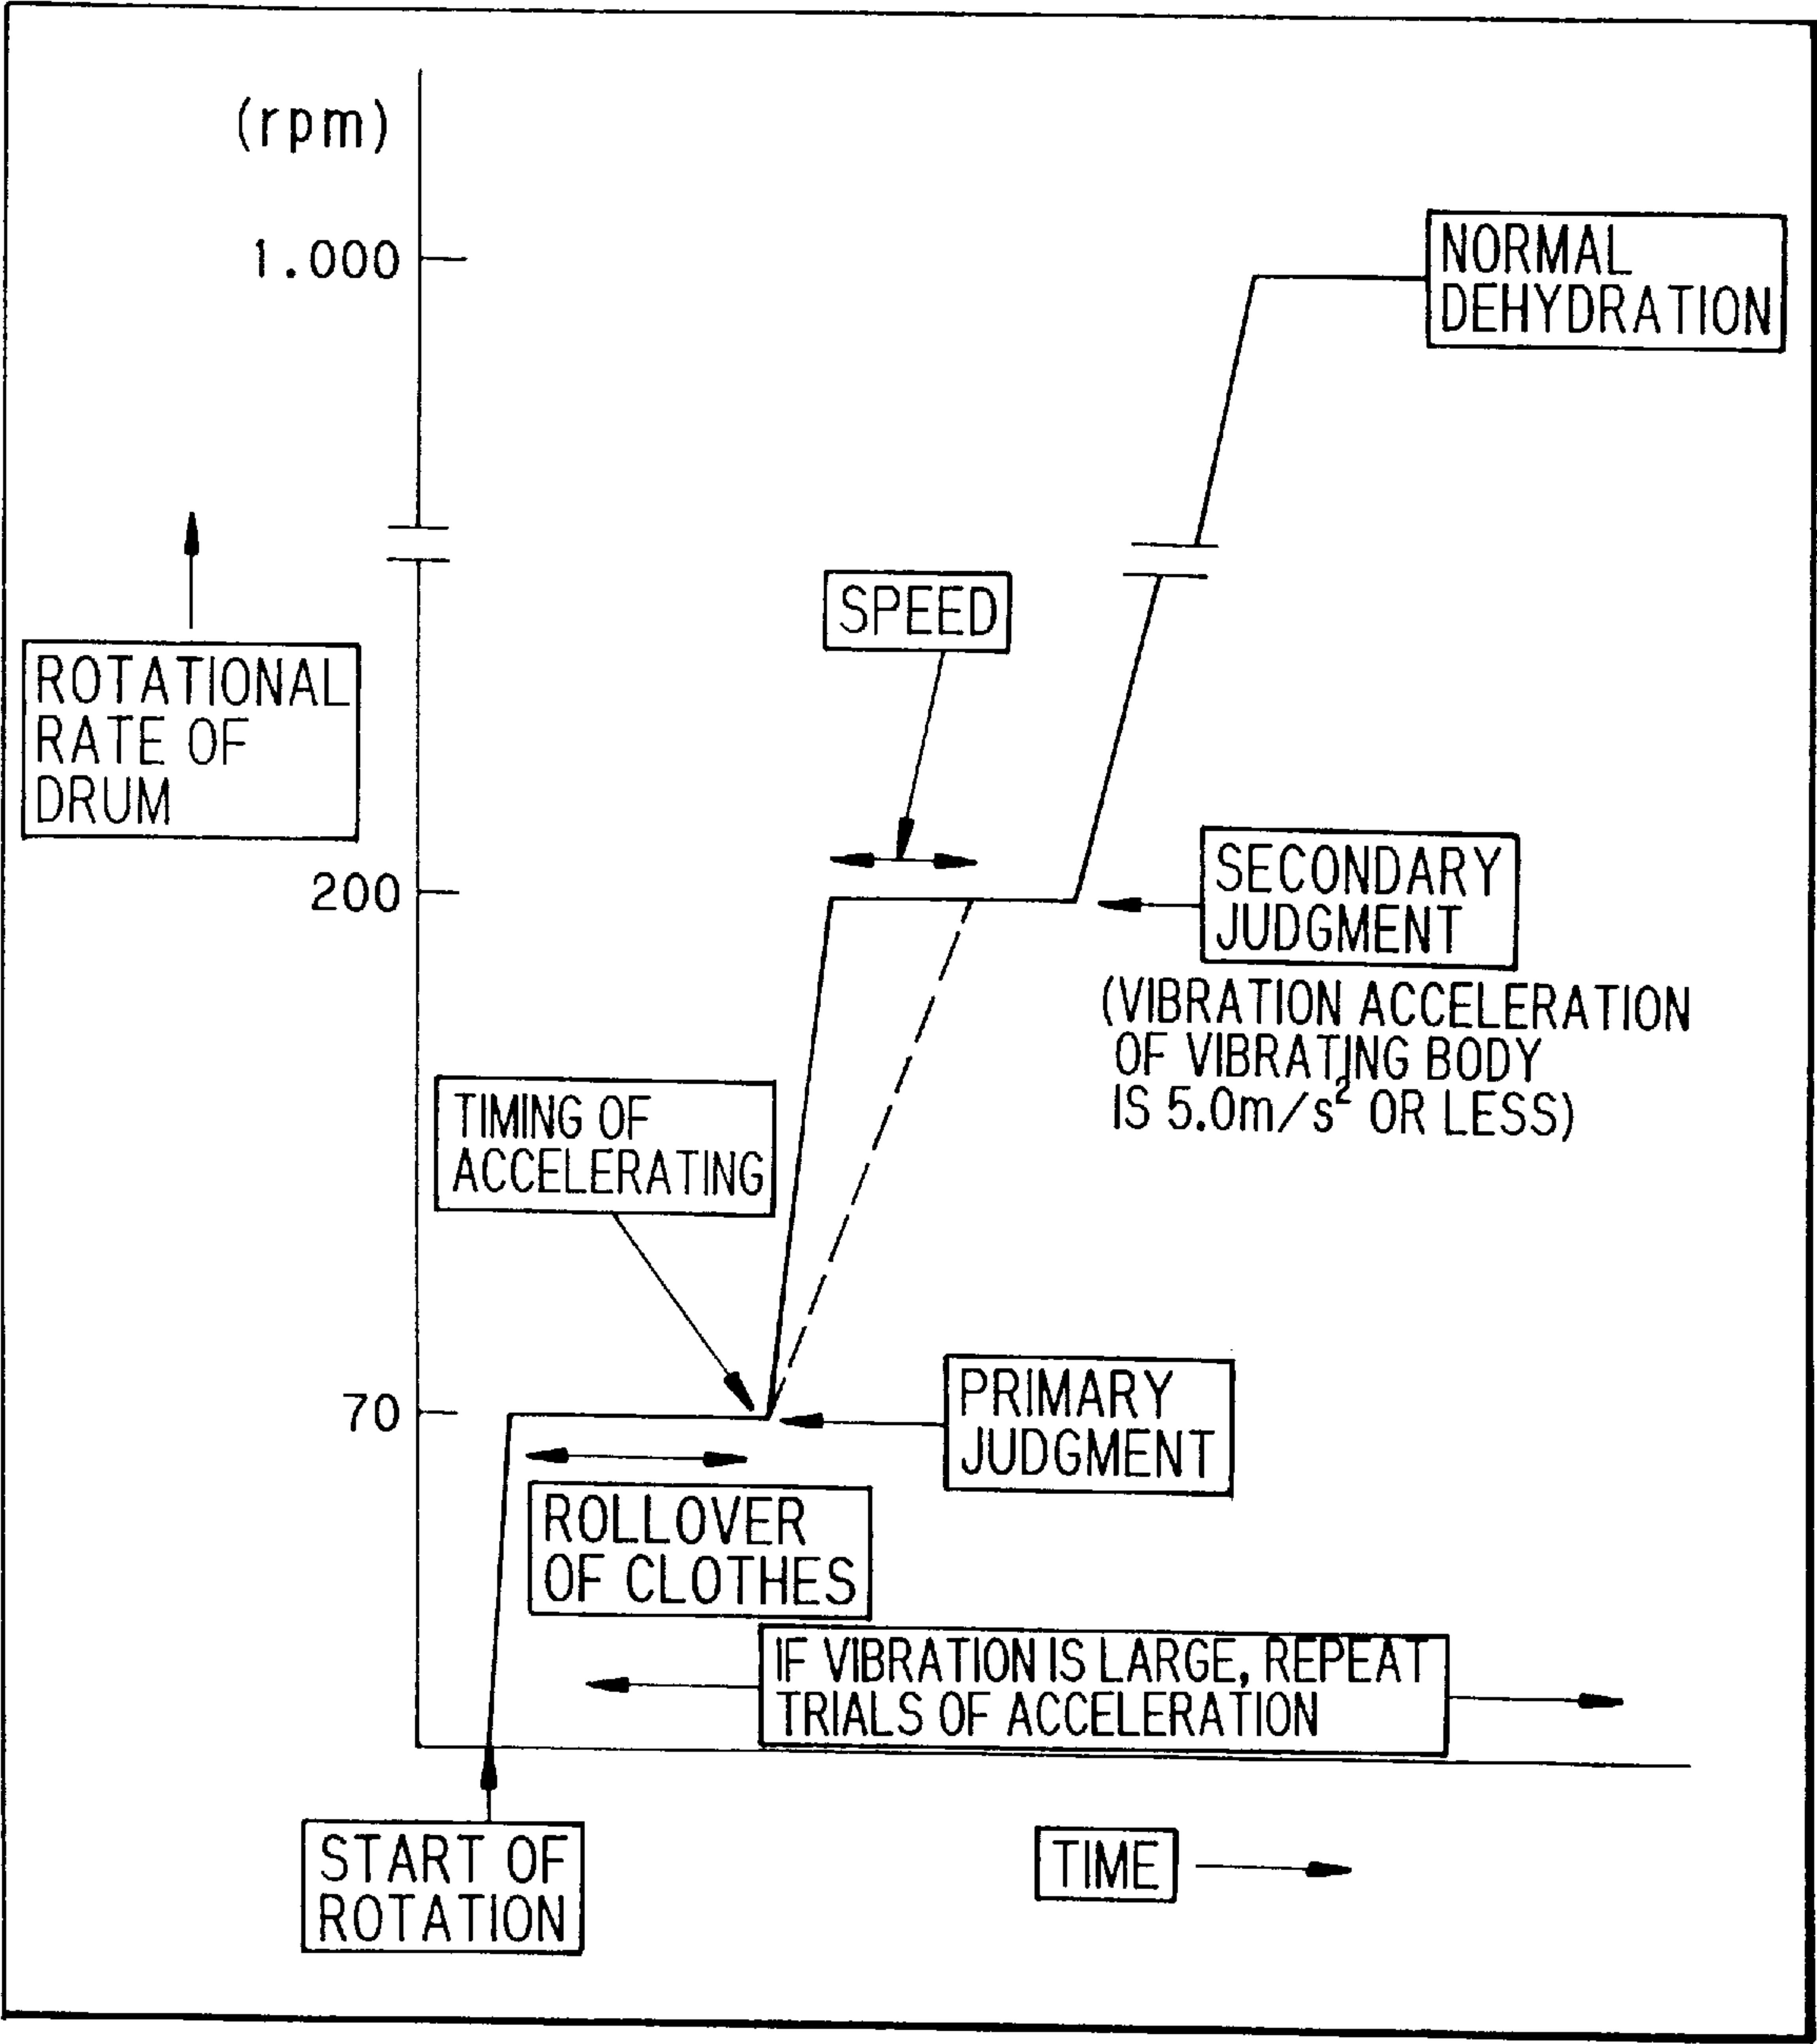 (rpm)
1.000
NORMAL
DEHYDRATION
SPEED
ROTATIONAL
RATE OF
DRUM
200
SECONDARY
JUDGMENT
(VIBRATION ACCELERATION
OF VIBRATING BODY
IS 5.0m/s² OR LESS)
TIMING OF
ACCELERATING
70
PRIMARY
JUDGMENT
ROLLOVER
OF CLOTHES
IF VIBRATION IS LARGE, REPEAT
TRIALS OF ACCELERATION
START OF
ROTATION
TIME